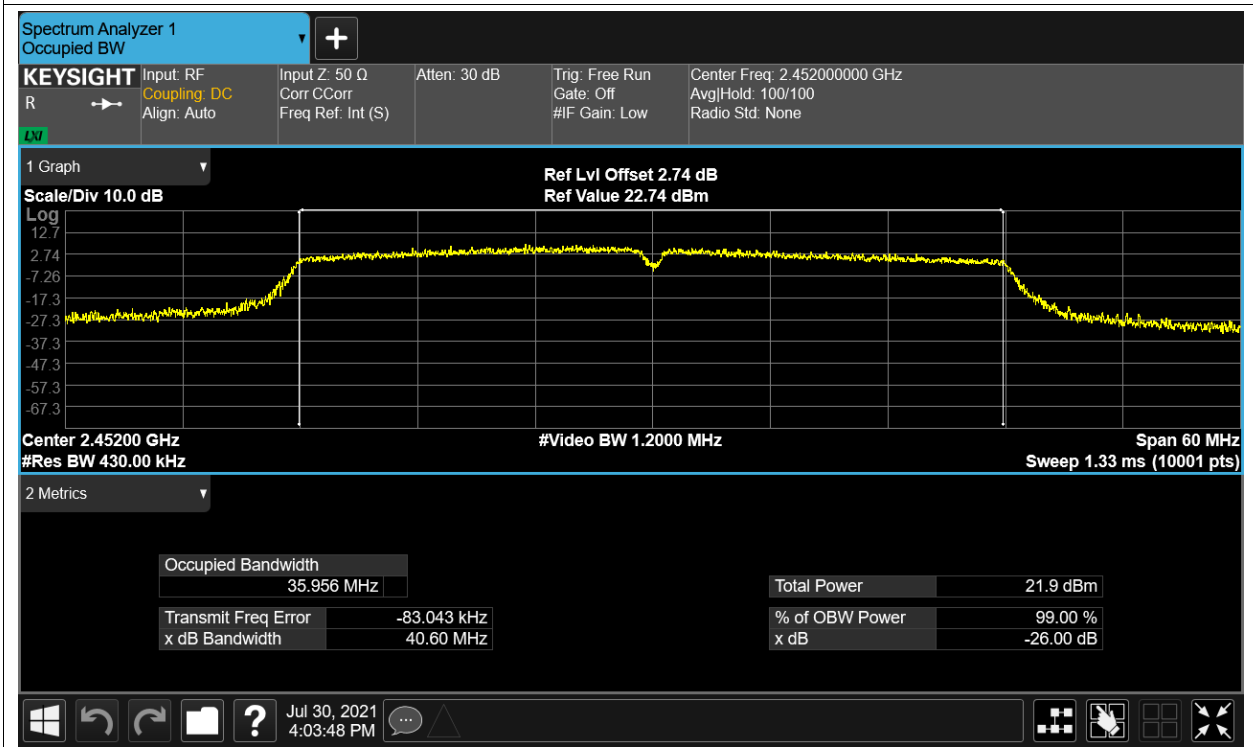 Spectrum Analyzer 1
Occupied BW
KEYSIGHT
R
LXI
Input: RF
Coupling: DC
Align: Auto
Input Z: 50 Ω
Corr CCorr
Freq Ref: Int (S)
Atten: 30 dB
Trig: Free Run
Gate: Off
#IF Gain: Low
Center Freq: 2.452000000 GHz
Avg|Hold: 100/100
Radio Std: None
1 Graph
Scale/Div 10.0 dB
Ref Lvl Offset 2.74 dB
Ref Value 22.74 dBm
Log
12.7
2.74
-7.26
-17.3
-27.3
-37.3
-47.3
-57.3
-67.3
Center 2.45200 GHz
#Video BW 1.2000 MHz
Span 60 MHz
#Res BW 430.00 kHz
Sweep 1.33 ms (10001 pts)
2 Metrics
Occupied Bandwidth
35.956 MHz
Total Power 21.9 dBm
Transmit Freq Error -83.043 kHz
% of OBW Power 99.00 %
x dB Bandwidth 40.60 MHz
x dB -26.00 dB
?
Jul 30, 2021
4:03:48 PM